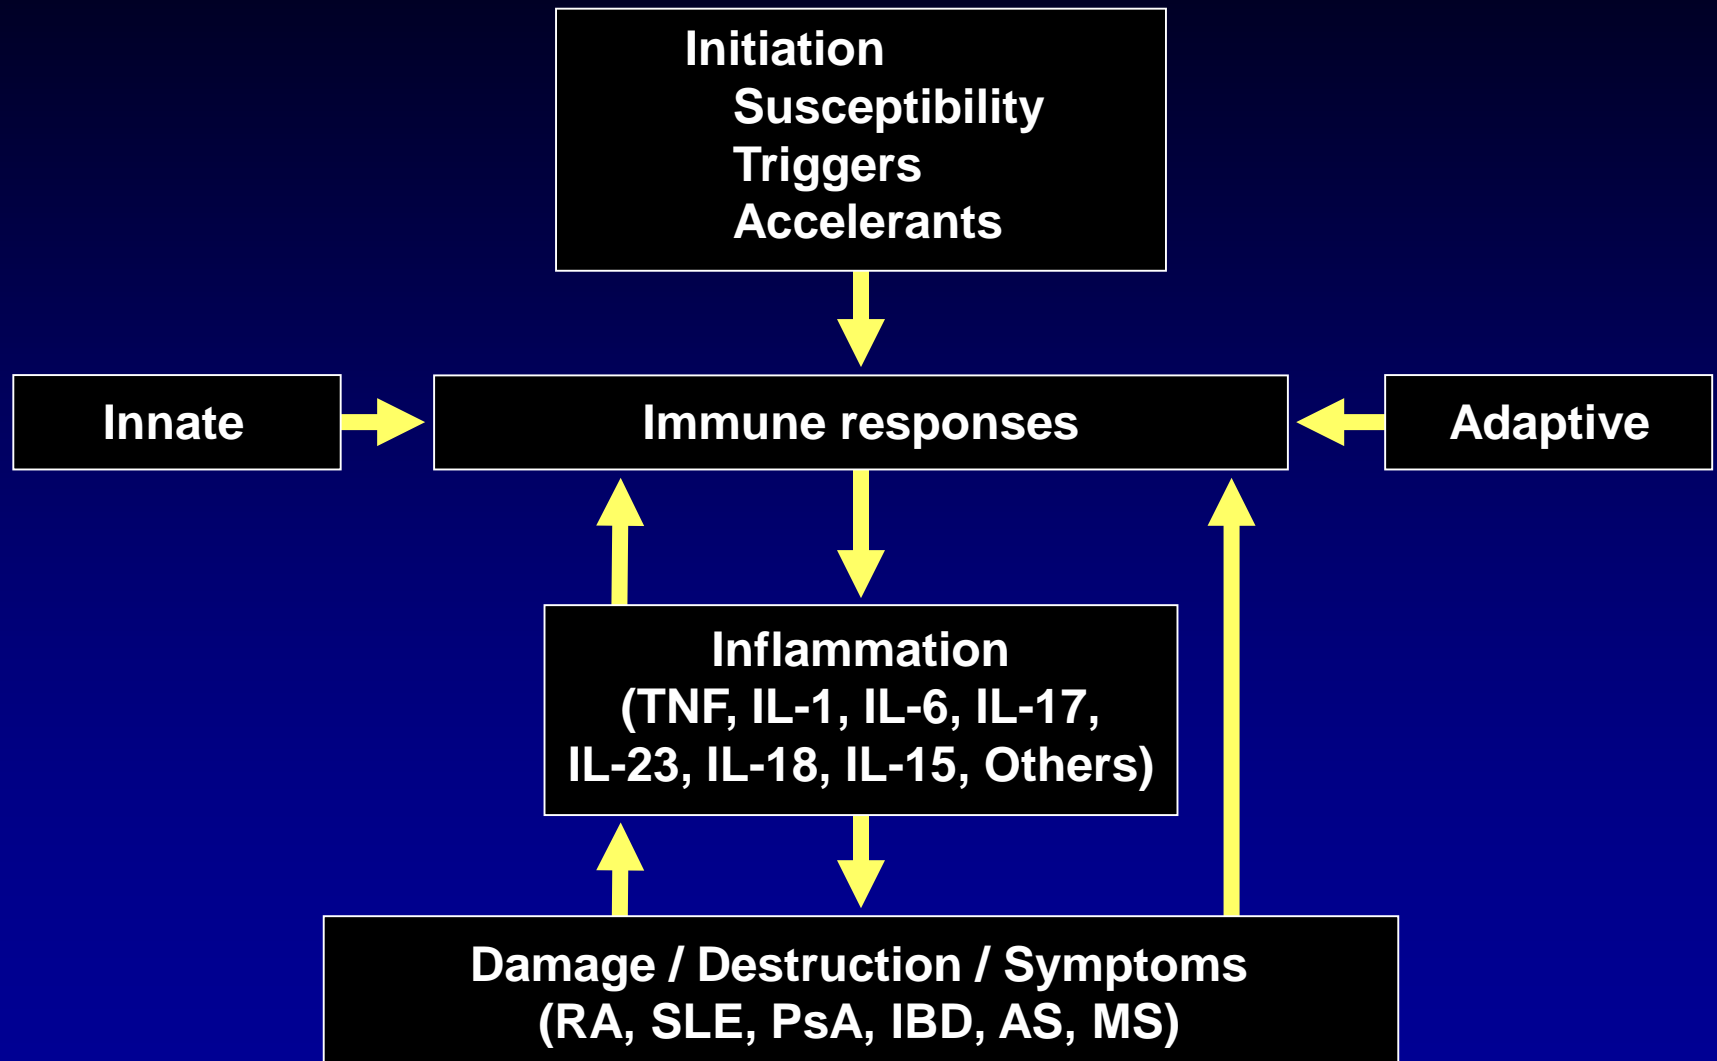 Initiation
Susceptibility
Triggers
Accelerants
Innate
Immune responses
Adaptive
Inflammation
(TNF, IL-1, IL-6, IL-17,
IL-23, IL-18, IL-15, Others)
Damage / Destruction / Symptoms
(RA, SLE, PsA, IBD, AS, MS)